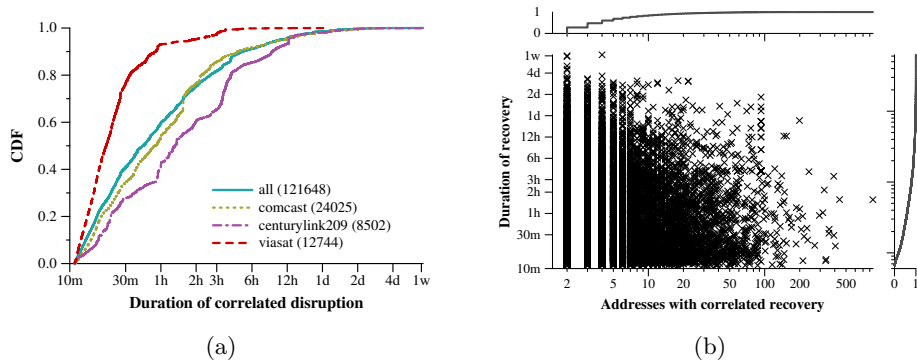 1.0
0.8
0.6
0.4
0.2
0.0
CDF
all (121648)
comcast (24025)
centurylink209 (8502)
viasat (12744)
10m 30m 1h 2h 3h 6h 12h 1d 2d 4d 1w
Duration of correlated disruption
(a)
1
0
1w
4d
2d
1d
12h
6h
3h
2h
1h
30m
10m
Duration of recovery
2 5 10 20 50 100 200 500
Addresses with correlated recovery
0 1
(b)